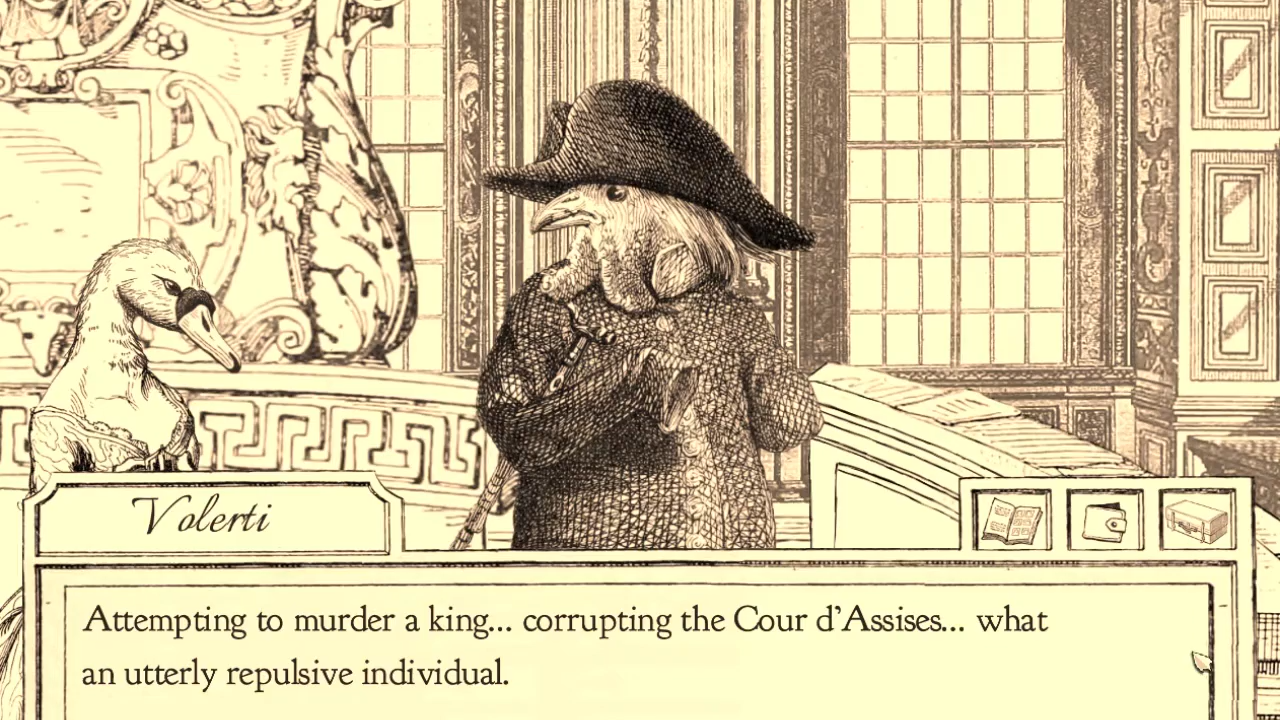 Volerti
Attempting to murder a king... corrupting the Cour d'Assises... what
an utterly repulsive individual.